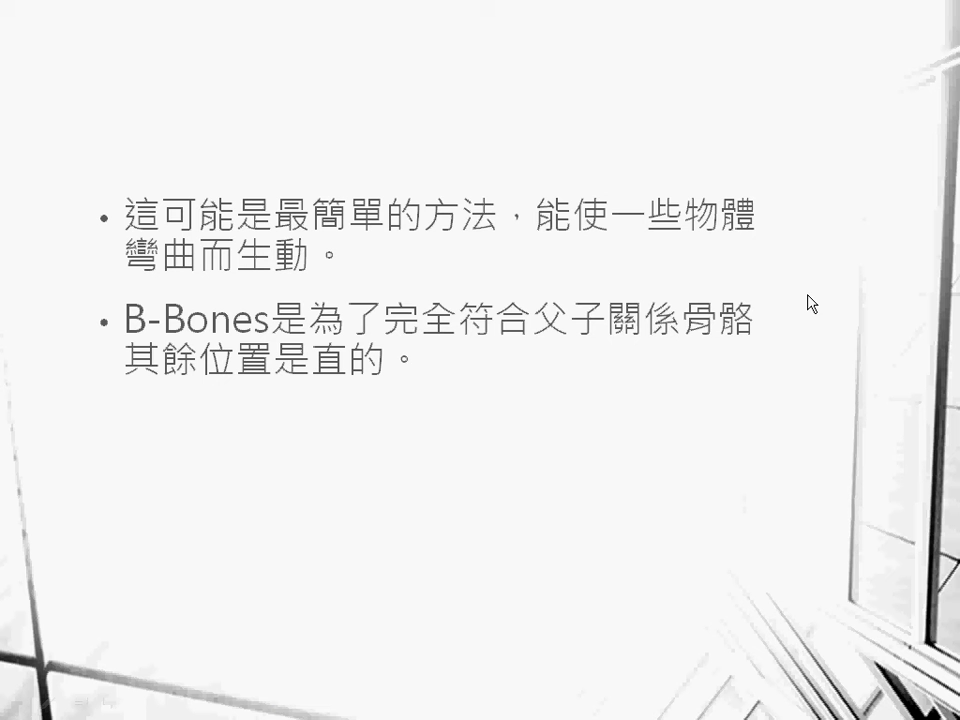 • 這可能是最簡單的方法，能使一些物體
彎曲而生動。
• B-Bones是為了完全符合父子關係骨骼
其餘位置是直的。